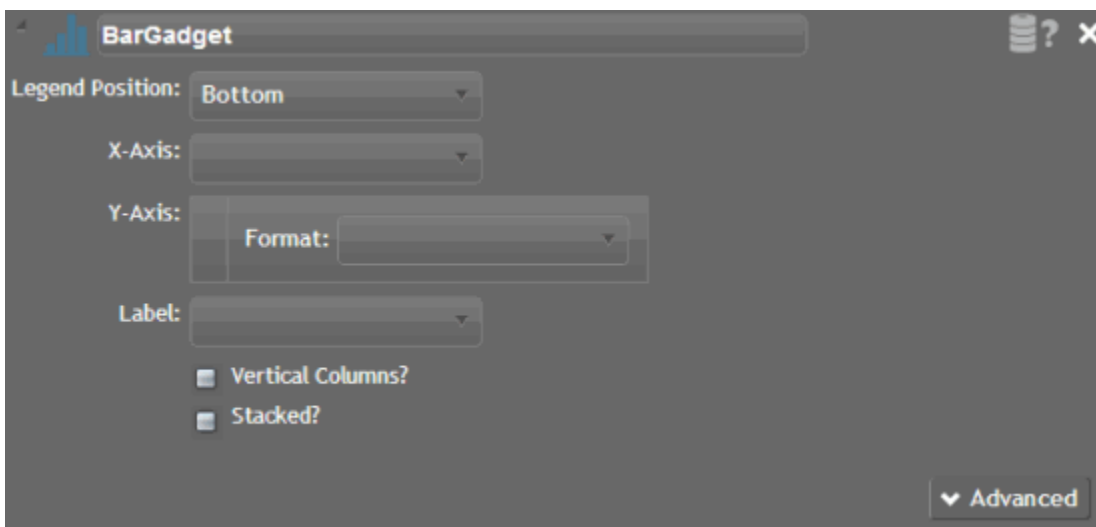 BarGadget
?
Legend Position: Bottom
X-Axis:
Y-Axis:
Format:
Label:
Vertical Columns?
Stacked?
Advanced